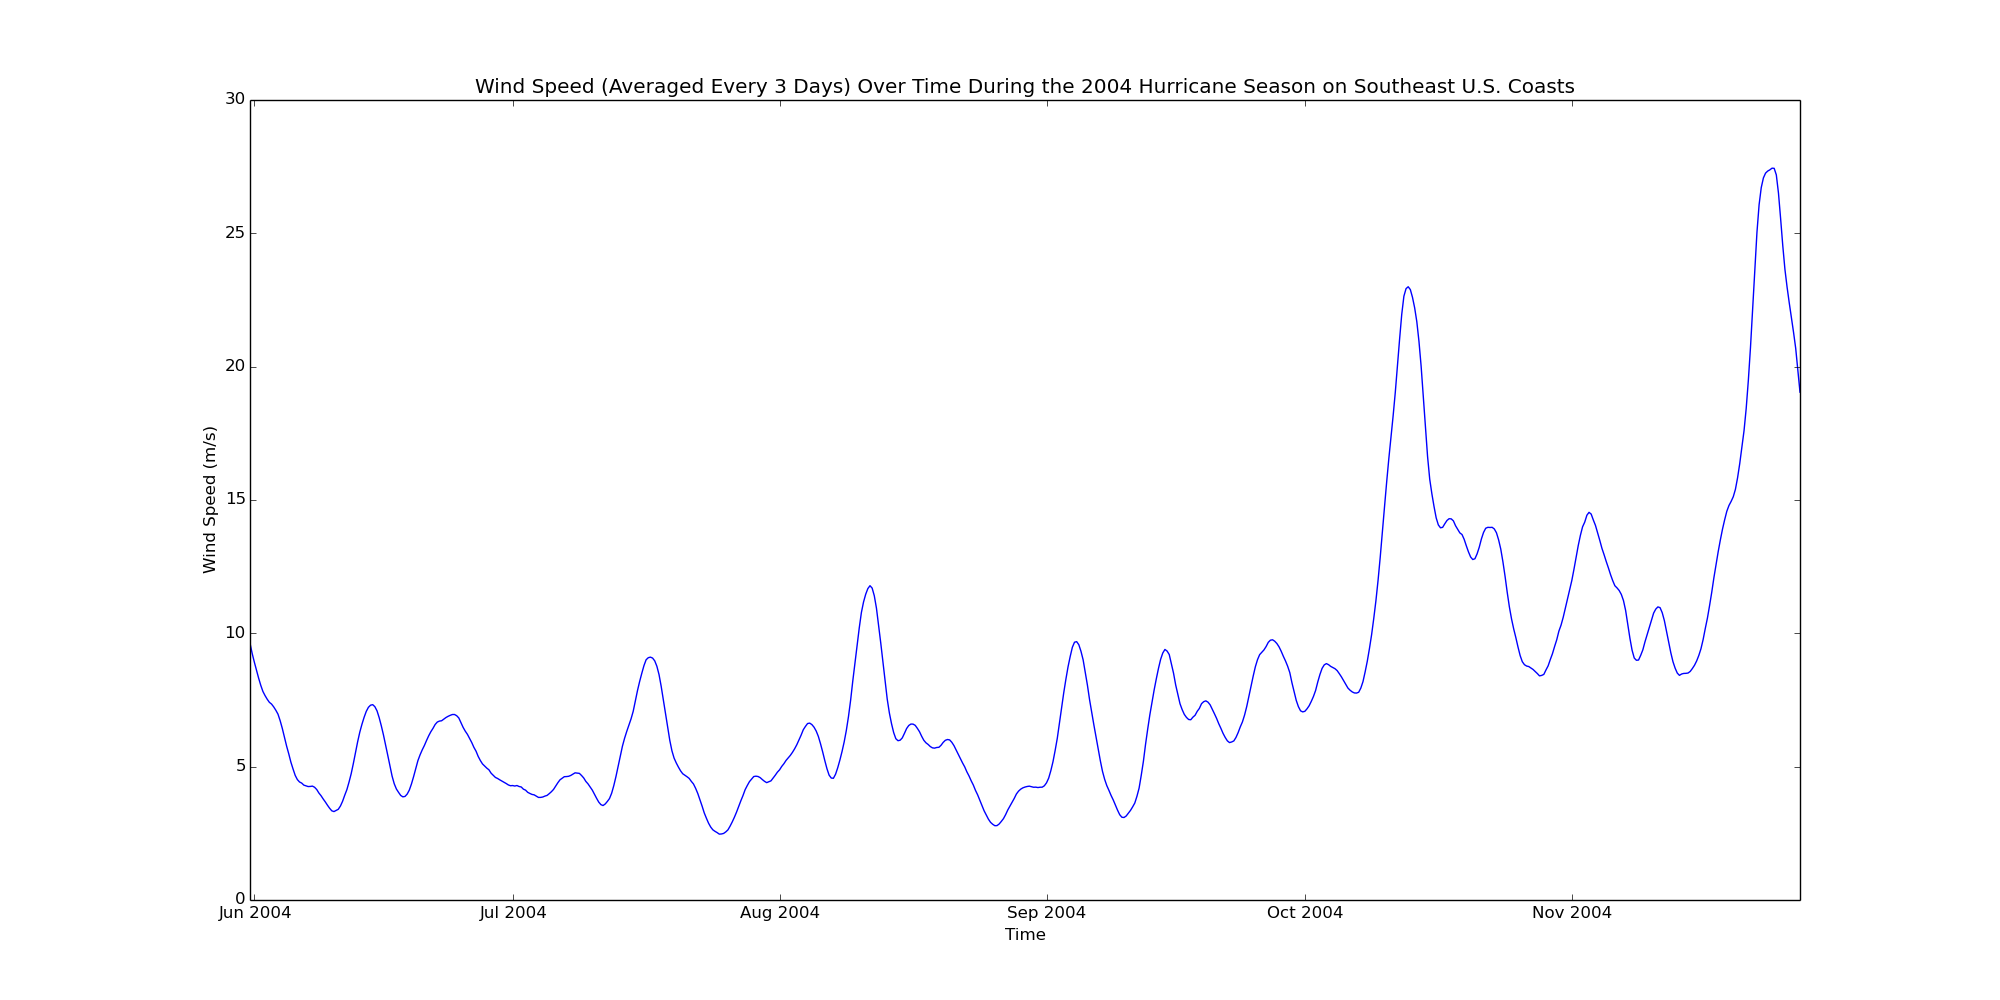 Wind Speed (Averaged Every 3 Days) Over Time During the 2004 Hurricane Season on Southeast U.S. Coasts
30
25
20
15
10
5
0
Wind Speed (m/s)
Jun 2004
Jul 2004
Aug 2004
Sep 2004
Oct 2004
Nov 2004
Time